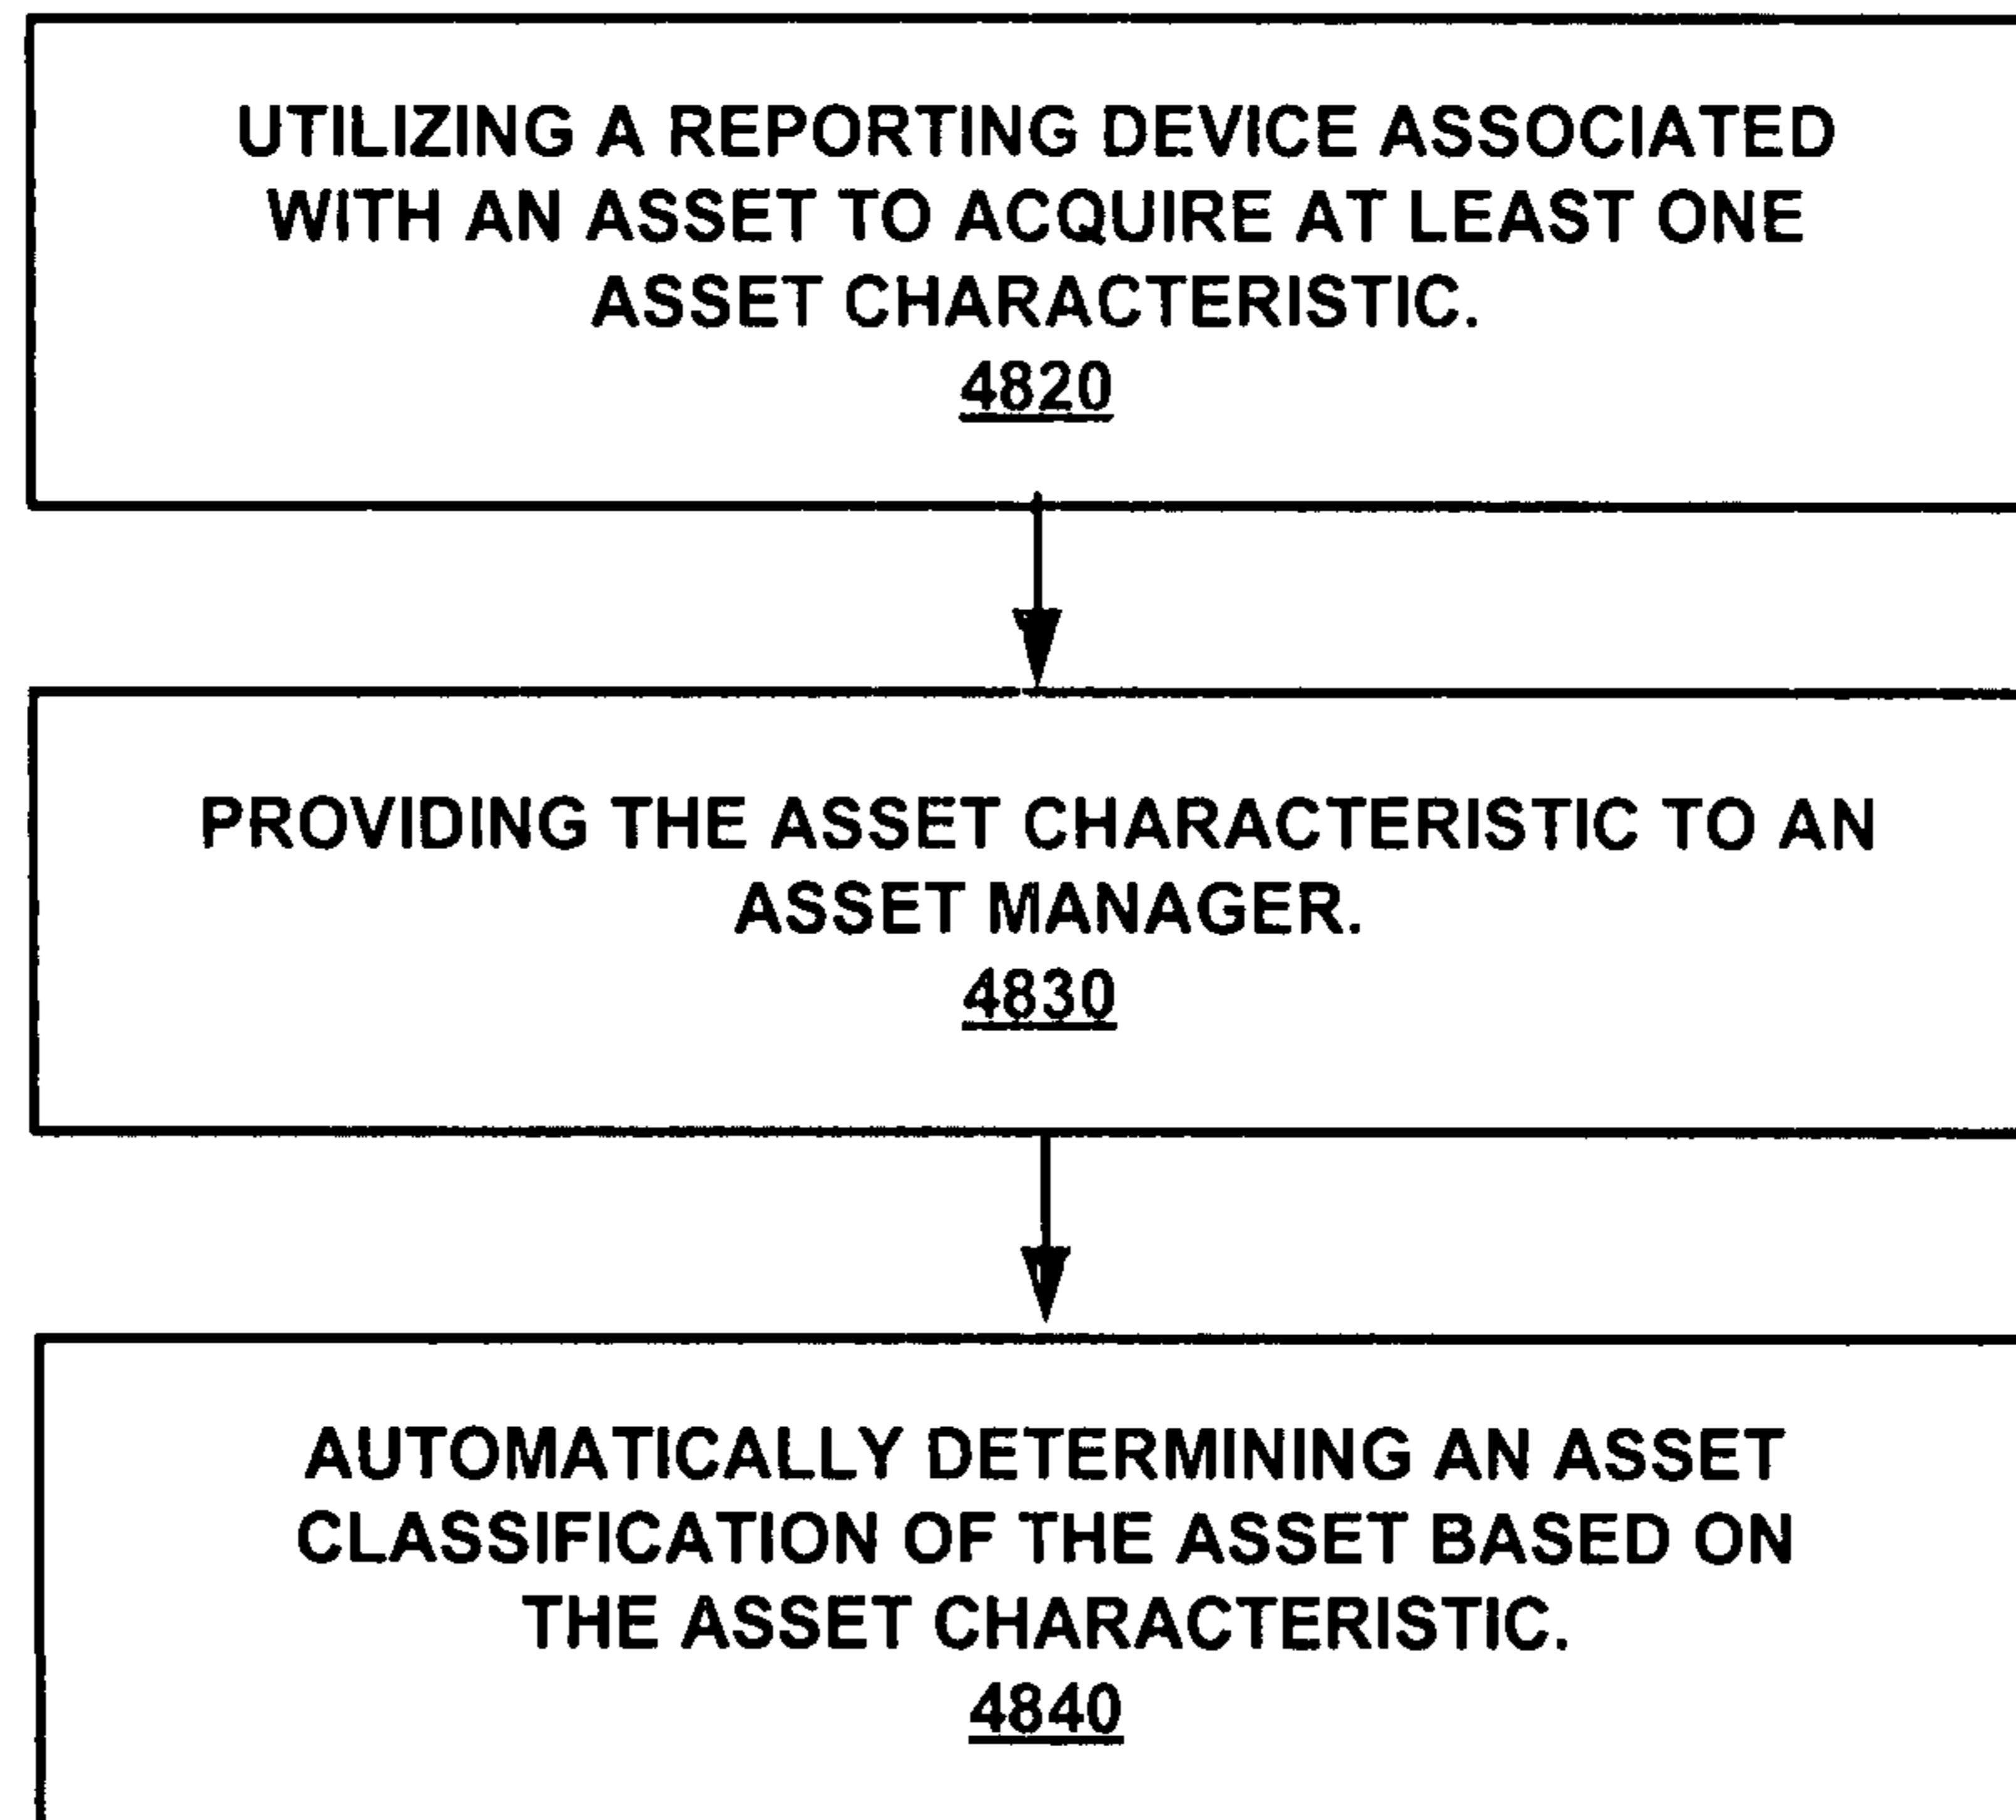 UTILIZING A REPORTING DEVICE ASSOCIATED
WITH AN ASSET TO ACQUIRE AT LEAST ONE
ASSET CHARACTERISTIC.
4820
PROVIDING THE ASSET CHARACTERISTIC TO AN
ASSET MANAGER.
4830
AUTOMATICALLY DETERMINING AN ASSET
CLASSIFICATION OF THE ASSET BASED ON
THE ASSET CHARACTERISTIC.
4840